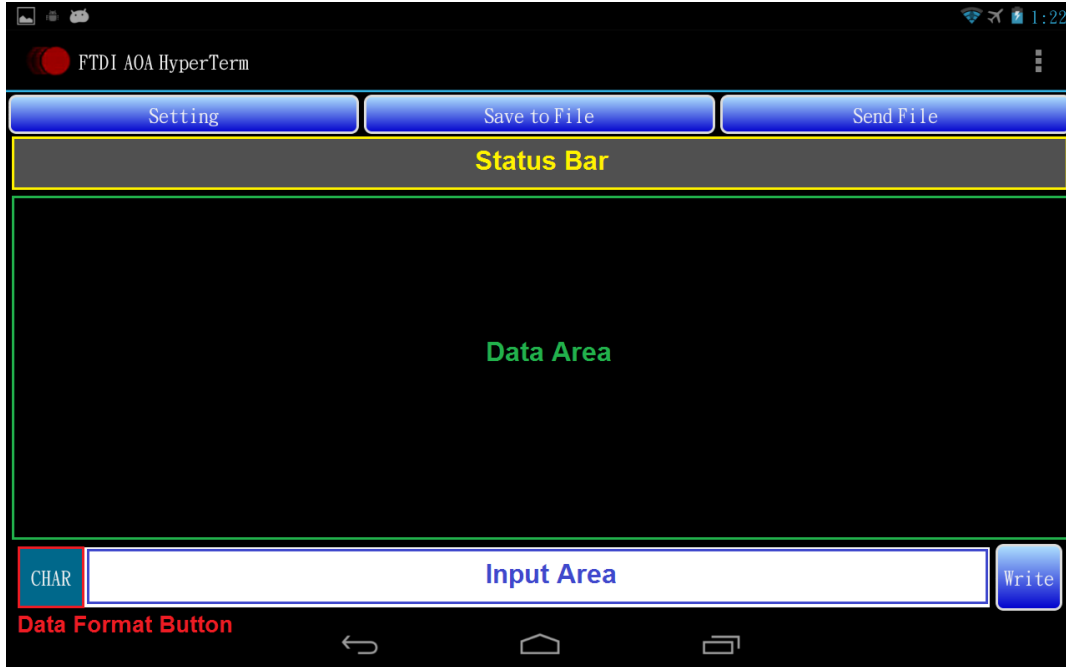 1:22
FTDI AOA HyperTerm
Setting Save to File Send File
Status Bar
Data Area
CHAR Input Area Write
Data Format Button